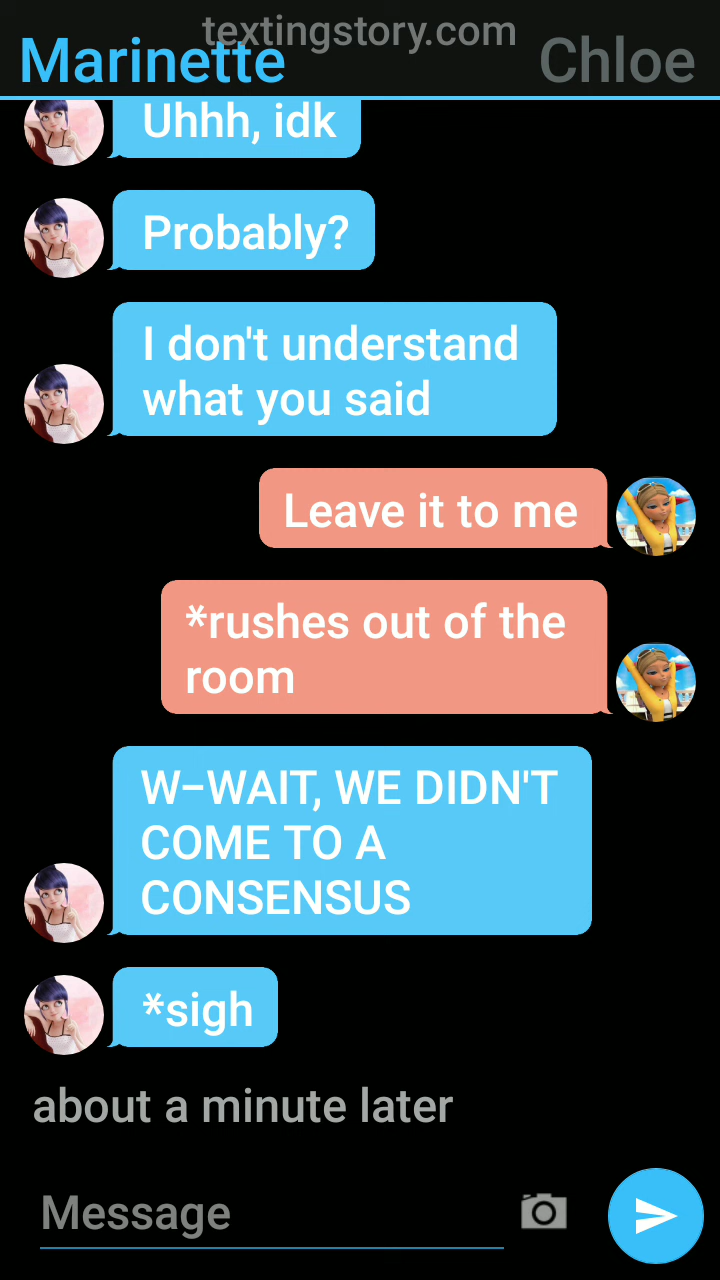 textingstory.com
Marinette
Chloe
Uhhh, idk
Probably?
I don't understand
what you said
Leave it to me
*rushes out of the
room
W–WAIT, WE DIDN'T
COME TO A
CONSENSUS
*sigh
about a minute later
Message